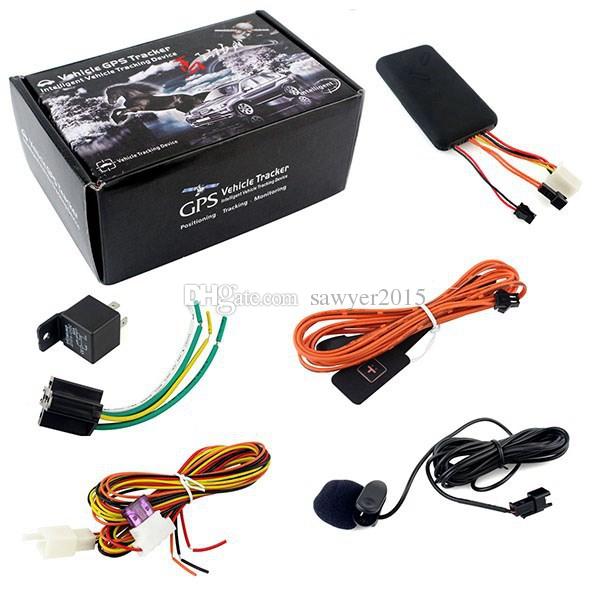 Vehicle GPS Tracker
Intelligent Vehicle Tracking Device
Intelligent
Vehicle Tracking Device
GPS Vehicle Tracker
Intelligent Vehicle Tracking Device
Positioning Tracking Monitoring
DHgate.com sawyer2015